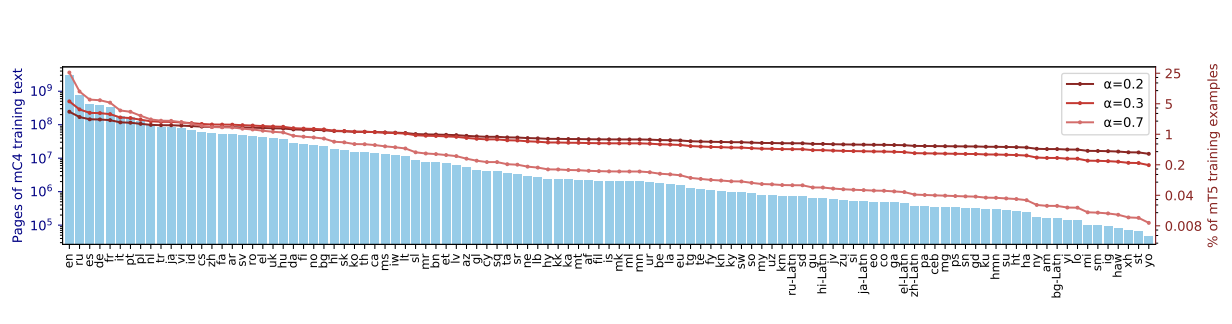 Pages of mC4 training text
10⁹
10⁸
10⁷
10⁶
10⁵
α=0.2
α=0.3
α=0.7
25
5
1
0.2
0.04
0.008
% of mT5 training examples
en ru es de fr it pt pl nl tr ja vi id cs zh fa ar sv ro el uk hu da fi no bg hi sk ko th ca ms iw lt sl mr bn et lv az gl cy sq ta sr ne lb hy kk ka mt af fil is mk ml mn ur be la eu tg te fy kn ky sw so my uz km ru-Latn sd gu hi-Latn jv zu si ja-Latn eo co ga el-Latn zh-Latn pa ceb mg ps sn gd ku hmn su ht ha ny am bg-Latn yi lo mi sm ig haw xh st yo